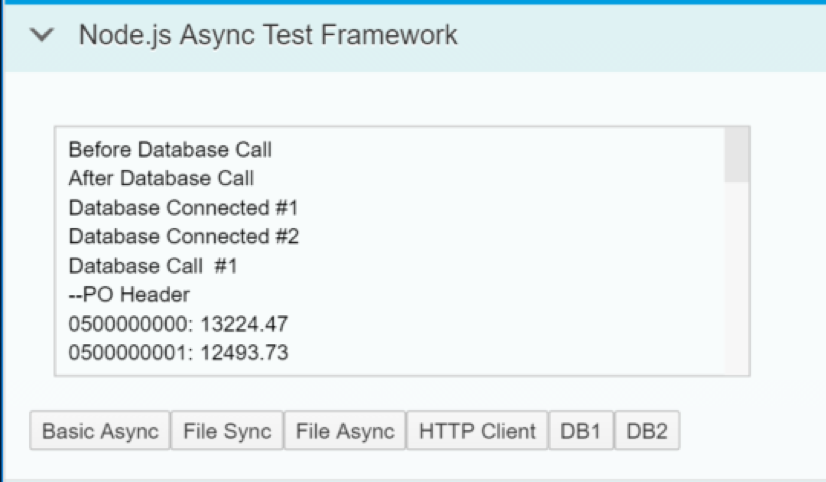 Node.js Async Test Framework
Before Database Call
After Database Call
Database Connected #1
Database Connected #2
Database Call  #1
--PO Header
0500000000: 13224.47
0500000001: 12493.73
Basic Async File Sync File Async HTTP Client DB1 DB2